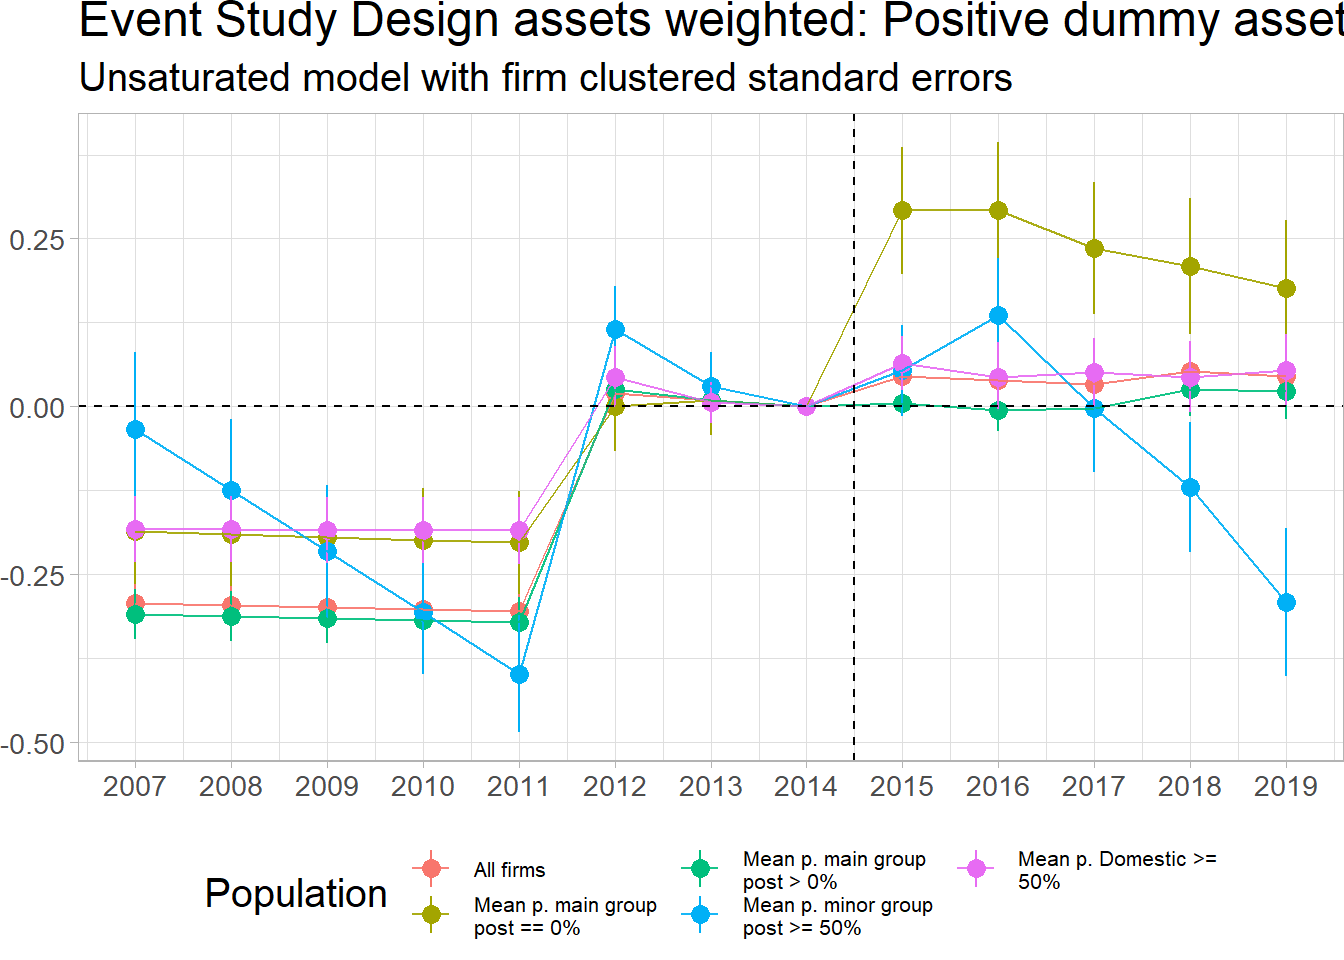 Event Study Design assets weighted: Positive dummy asset
Unsaturated model with firm clustered standard errors
0.25
0.00
-0.25
-0.50
2007 2008 2009 2010 2011 2012 2013 2014 2015 2016 2017 2018 2019
Population
All firms
Mean p. main group
post == 0%
Mean p. main group
post > 0%
Mean p. minor group
post >= 50%
Mean p. Domestic >=
50%